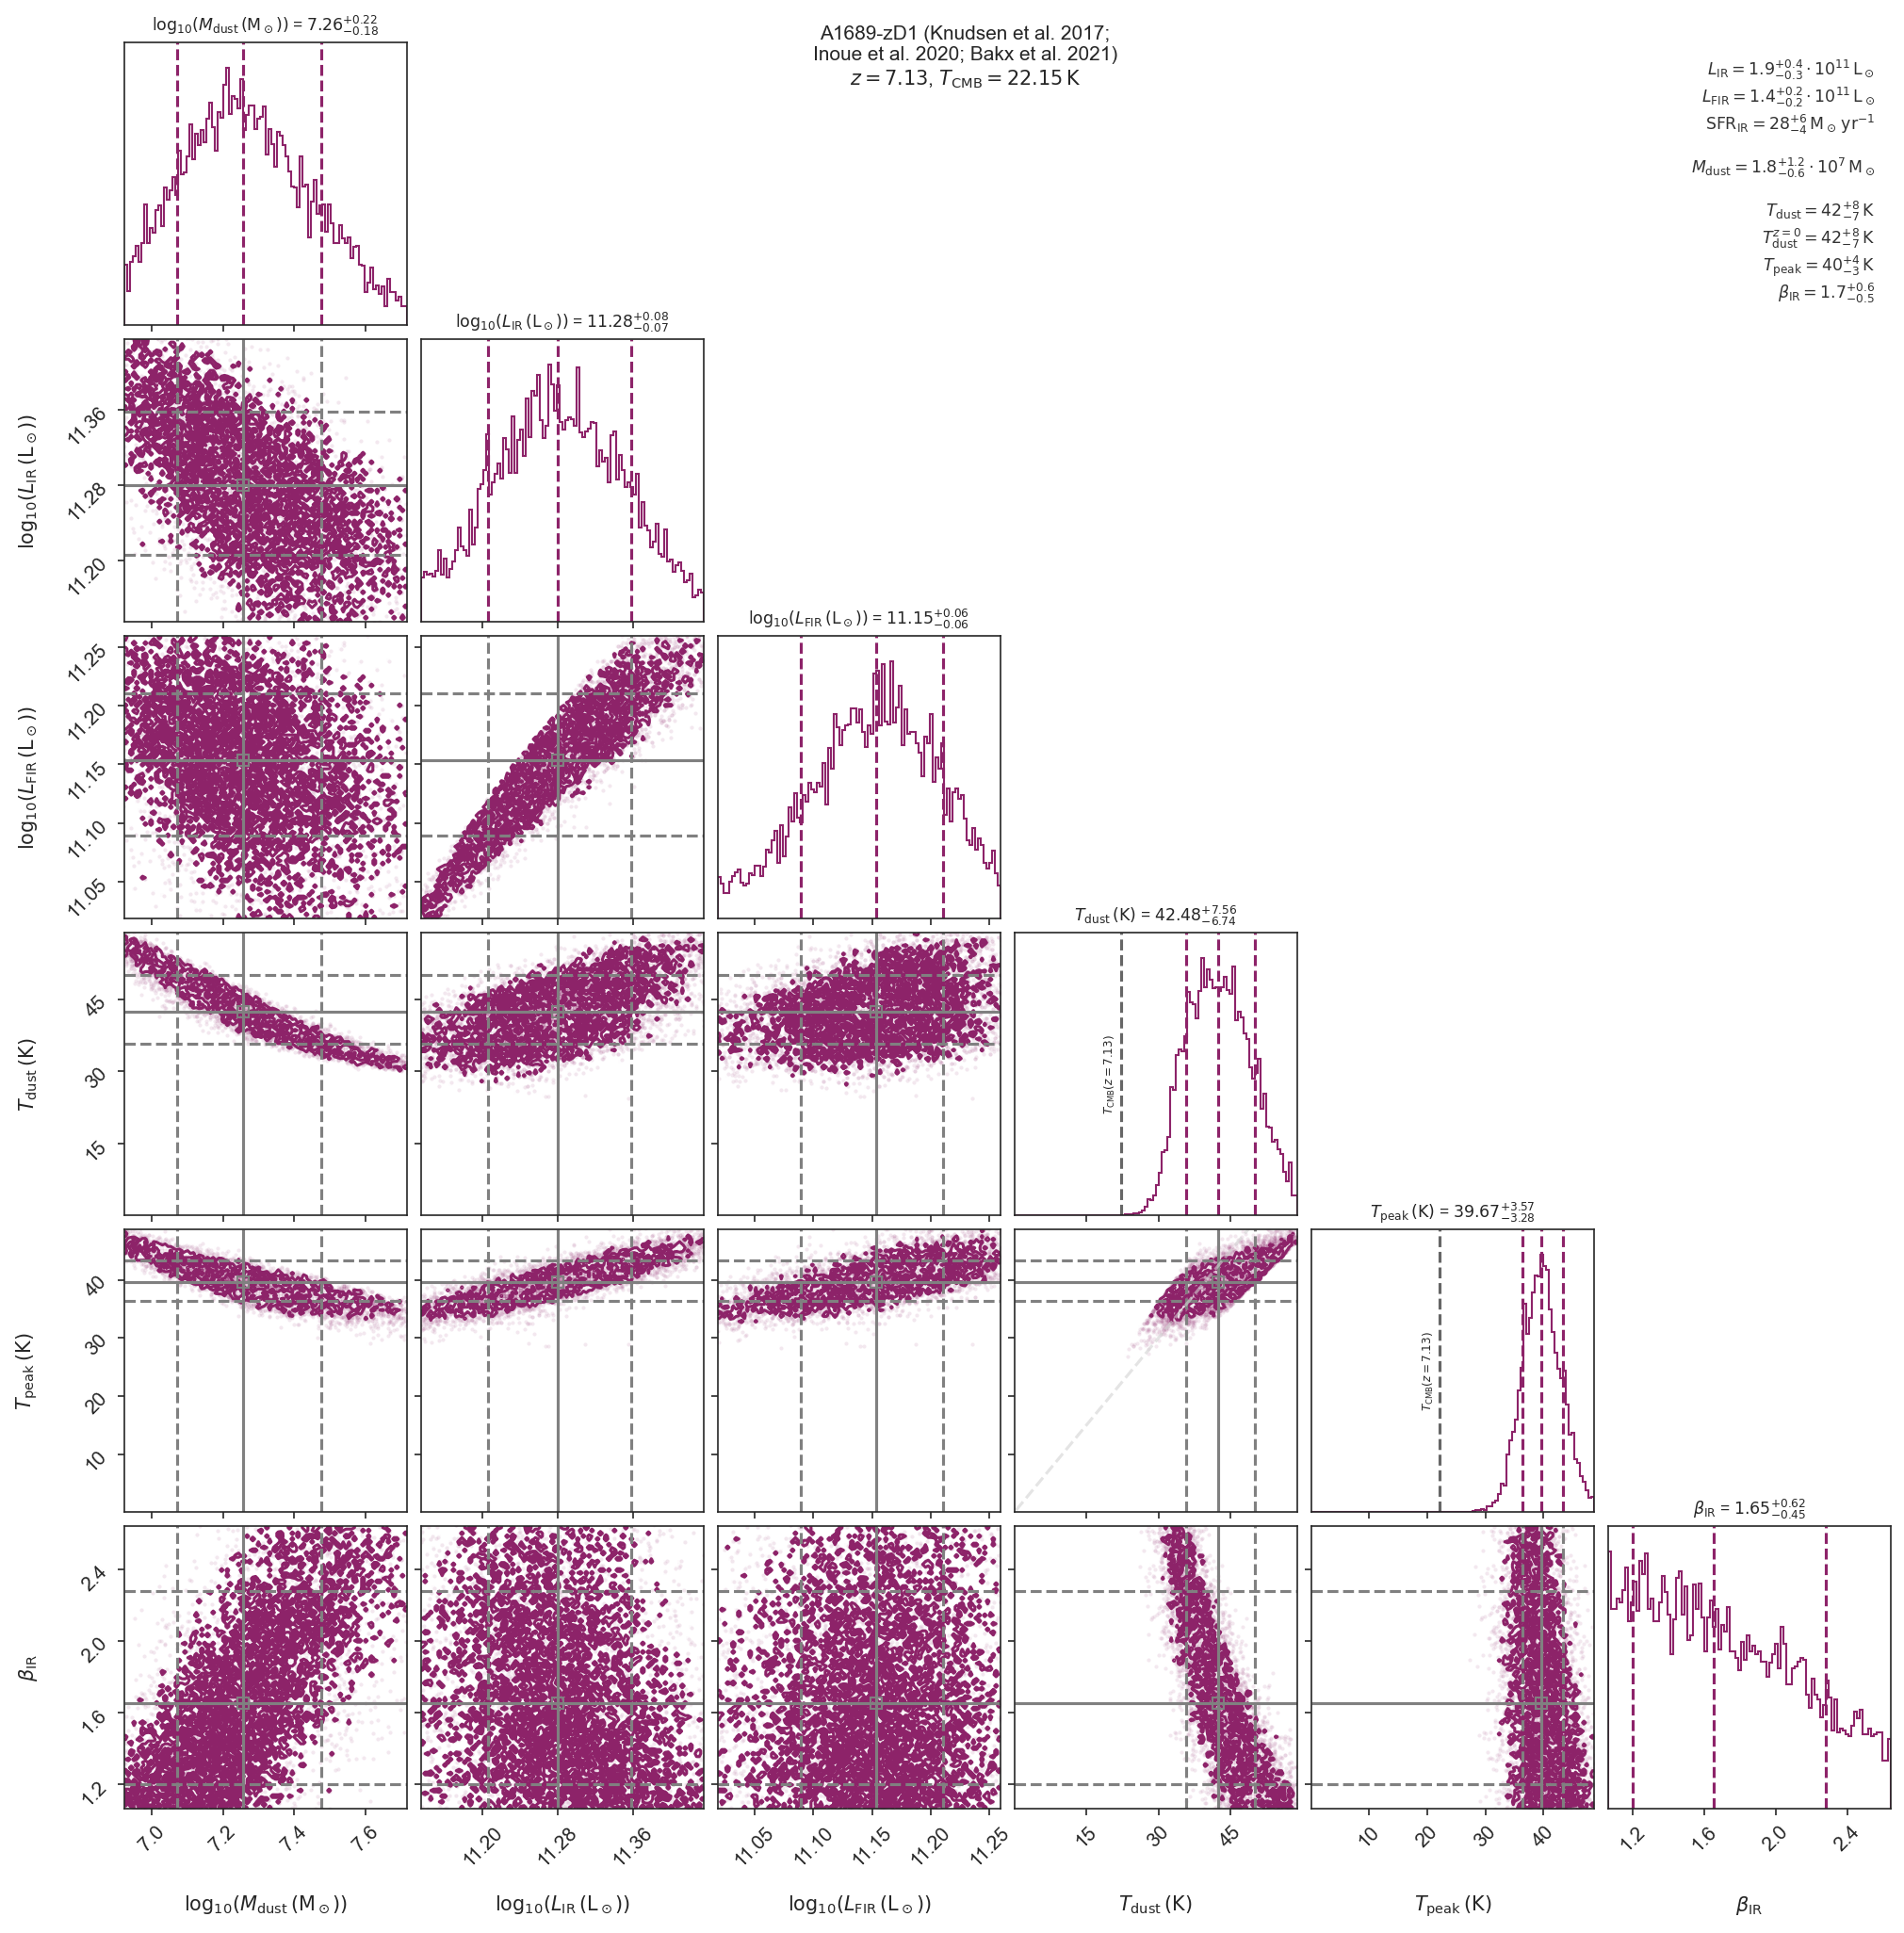 log₁₀(M_dust (M_⊙)) = 7.26^{+0.22}_{−0.18}
A1689-zD1 (Knudsen et al. 2017;
Inoue et al. 2020; Bakx et al. 2021)
z = 7.13, T_CMB = 22.15 K
L_IR = 1.9^{+0.4}_{−0.3} · 10^{11} L_⊙
L_FIR = 1.4^{+0.2}_{−0.2} · 10^{11} L_⊙
SFR_IR = 28^{+6}_{−4} M_⊙ yr^{−1}
M_dust = 1.8^{+1.2}_{−0.6} · 10^{7} M_⊙
T_dust = 42^{+8}_{−7} K
T_dust^{z=0} = 42^{+8}_{−7} K
T_peak = 40^{+4}_{−3} K
β_IR = 1.7^{+0.6}_{−0.5}
log₁₀(L_IR (L_⊙)) = 11.28^{+0.08}_{−0.07}
log₁₀(L_IR (L_⊙))
11.36
11.28
11.20
log₁₀(L_FIR (L_⊙)) = 11.15^{+0.06}_{−0.06}
log₁₀(L_FIR (L_⊙))
11.25
11.20
11.15
11.10
11.05
T_dust (K) = 42.48^{+7.56}_{−6.74}
T_dust (K)
45
30
15
T_CMB(z = 7.13)
T_peak (K) = 39.67^{+3.57}_{−3.28}
T_peak (K)
40
30
20
10
T_CMB(z = 7.13)
β_IR = 1.65^{+0.62}_{−0.45}
β_IR
2.4
2.0
1.6
1.2
7.0 7.2 7.4 7.6
11.20 11.28 11.36
11.05 11.10 11.15 11.20 11.25
15 30 45
10 20 30 40
1.2 1.6 2.0 2.4
log₁₀(M_dust (M_⊙))
log₁₀(L_IR (L_⊙))
log₁₀(L_FIR (L_⊙))
T_dust (K)
T_peak (K)
β_IR